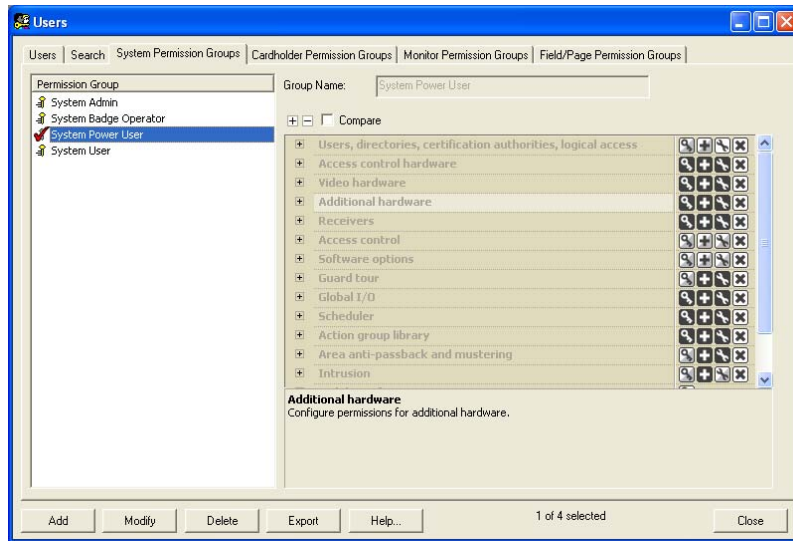 Users
Users Search System Permission Groups Cardholder Permission Groups Monitor Permission Groups Field/Page Permission Groups
Permission Group
System Admin
System Badge Operator
System Power User
System User
Group Name: System Power User
Compare
Users, directories, certification authorities, logical access
Access control hardware
Video hardware
Additional hardware
Receivers
Access control
Software options
Guard tour
Global I/O
Scheduler
Action group library
Area anti-passback and mustering
Intrusion
Additional hardware
Configure permissions for additional hardware.
Add Modify Delete Export Help... 1 of 4 selected Close